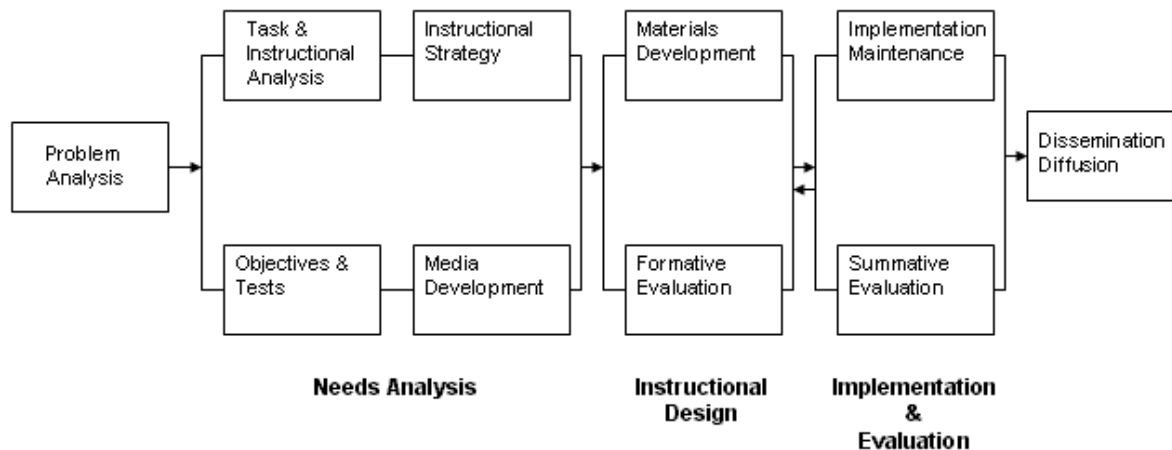 Problem
Analysis
Task &
Instructional
Analysis
Instructional
Strategy
Objectives &
Tests
Media
Development
Materials
Development
Formative
Evaluation
Implementation
Maintenance
Summative
Evaluation
Dissemination
Diffusion
Needs Analysis
Instructional
Design
Implementation
&
Evaluation